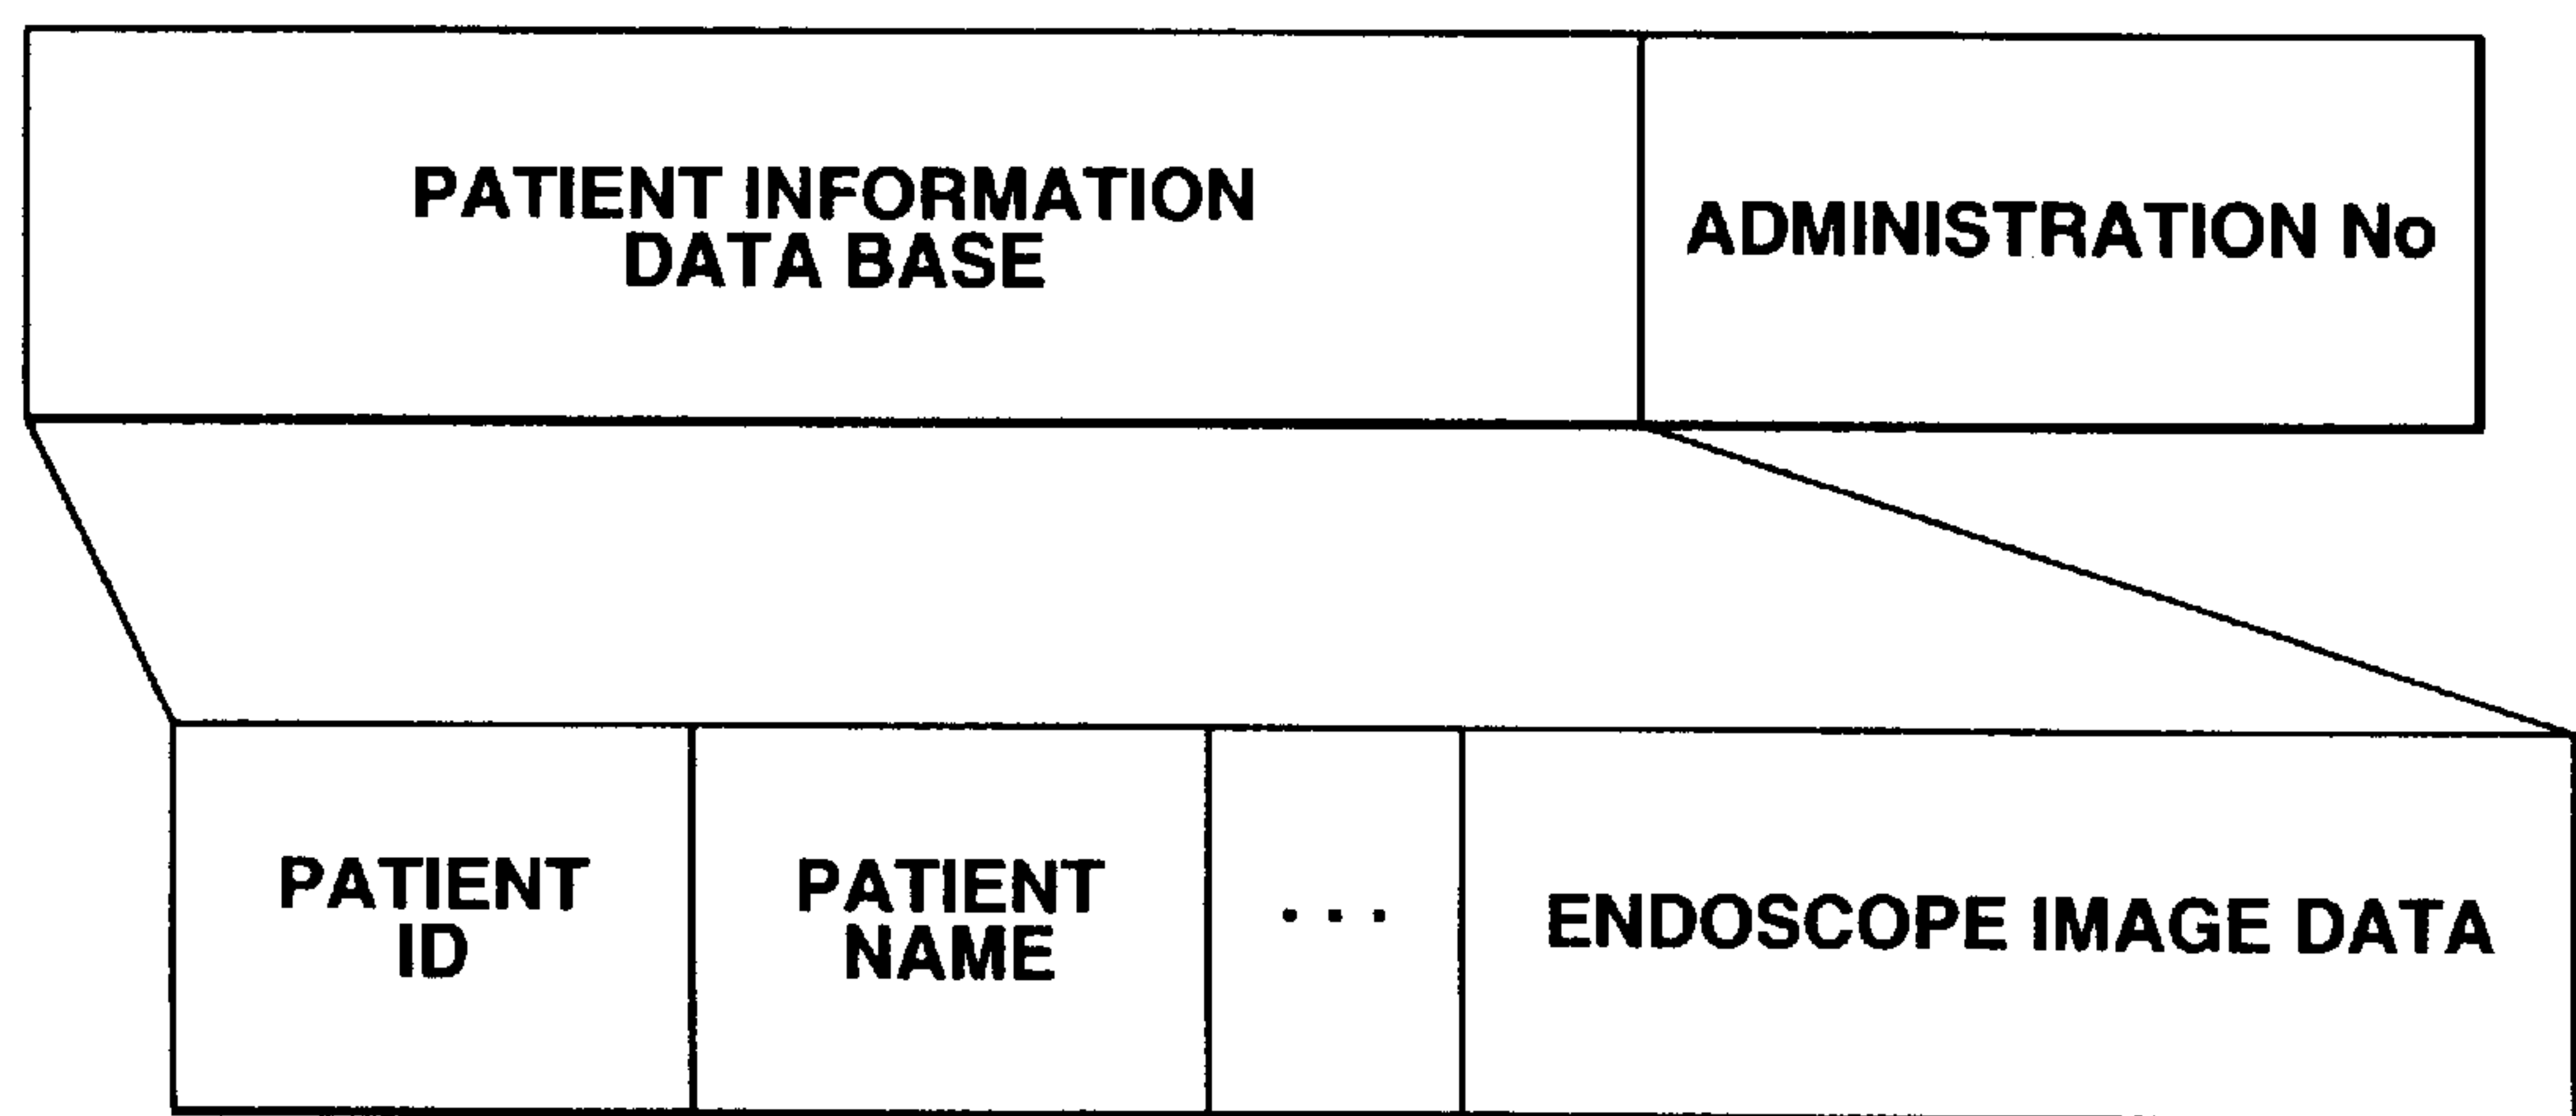 PATIENT INFORMATION
DATA BASE
ADMINISTRATION No
PATIENT
ID
PATIENT
NAME
...
ENDOSCOPE IMAGE DATA